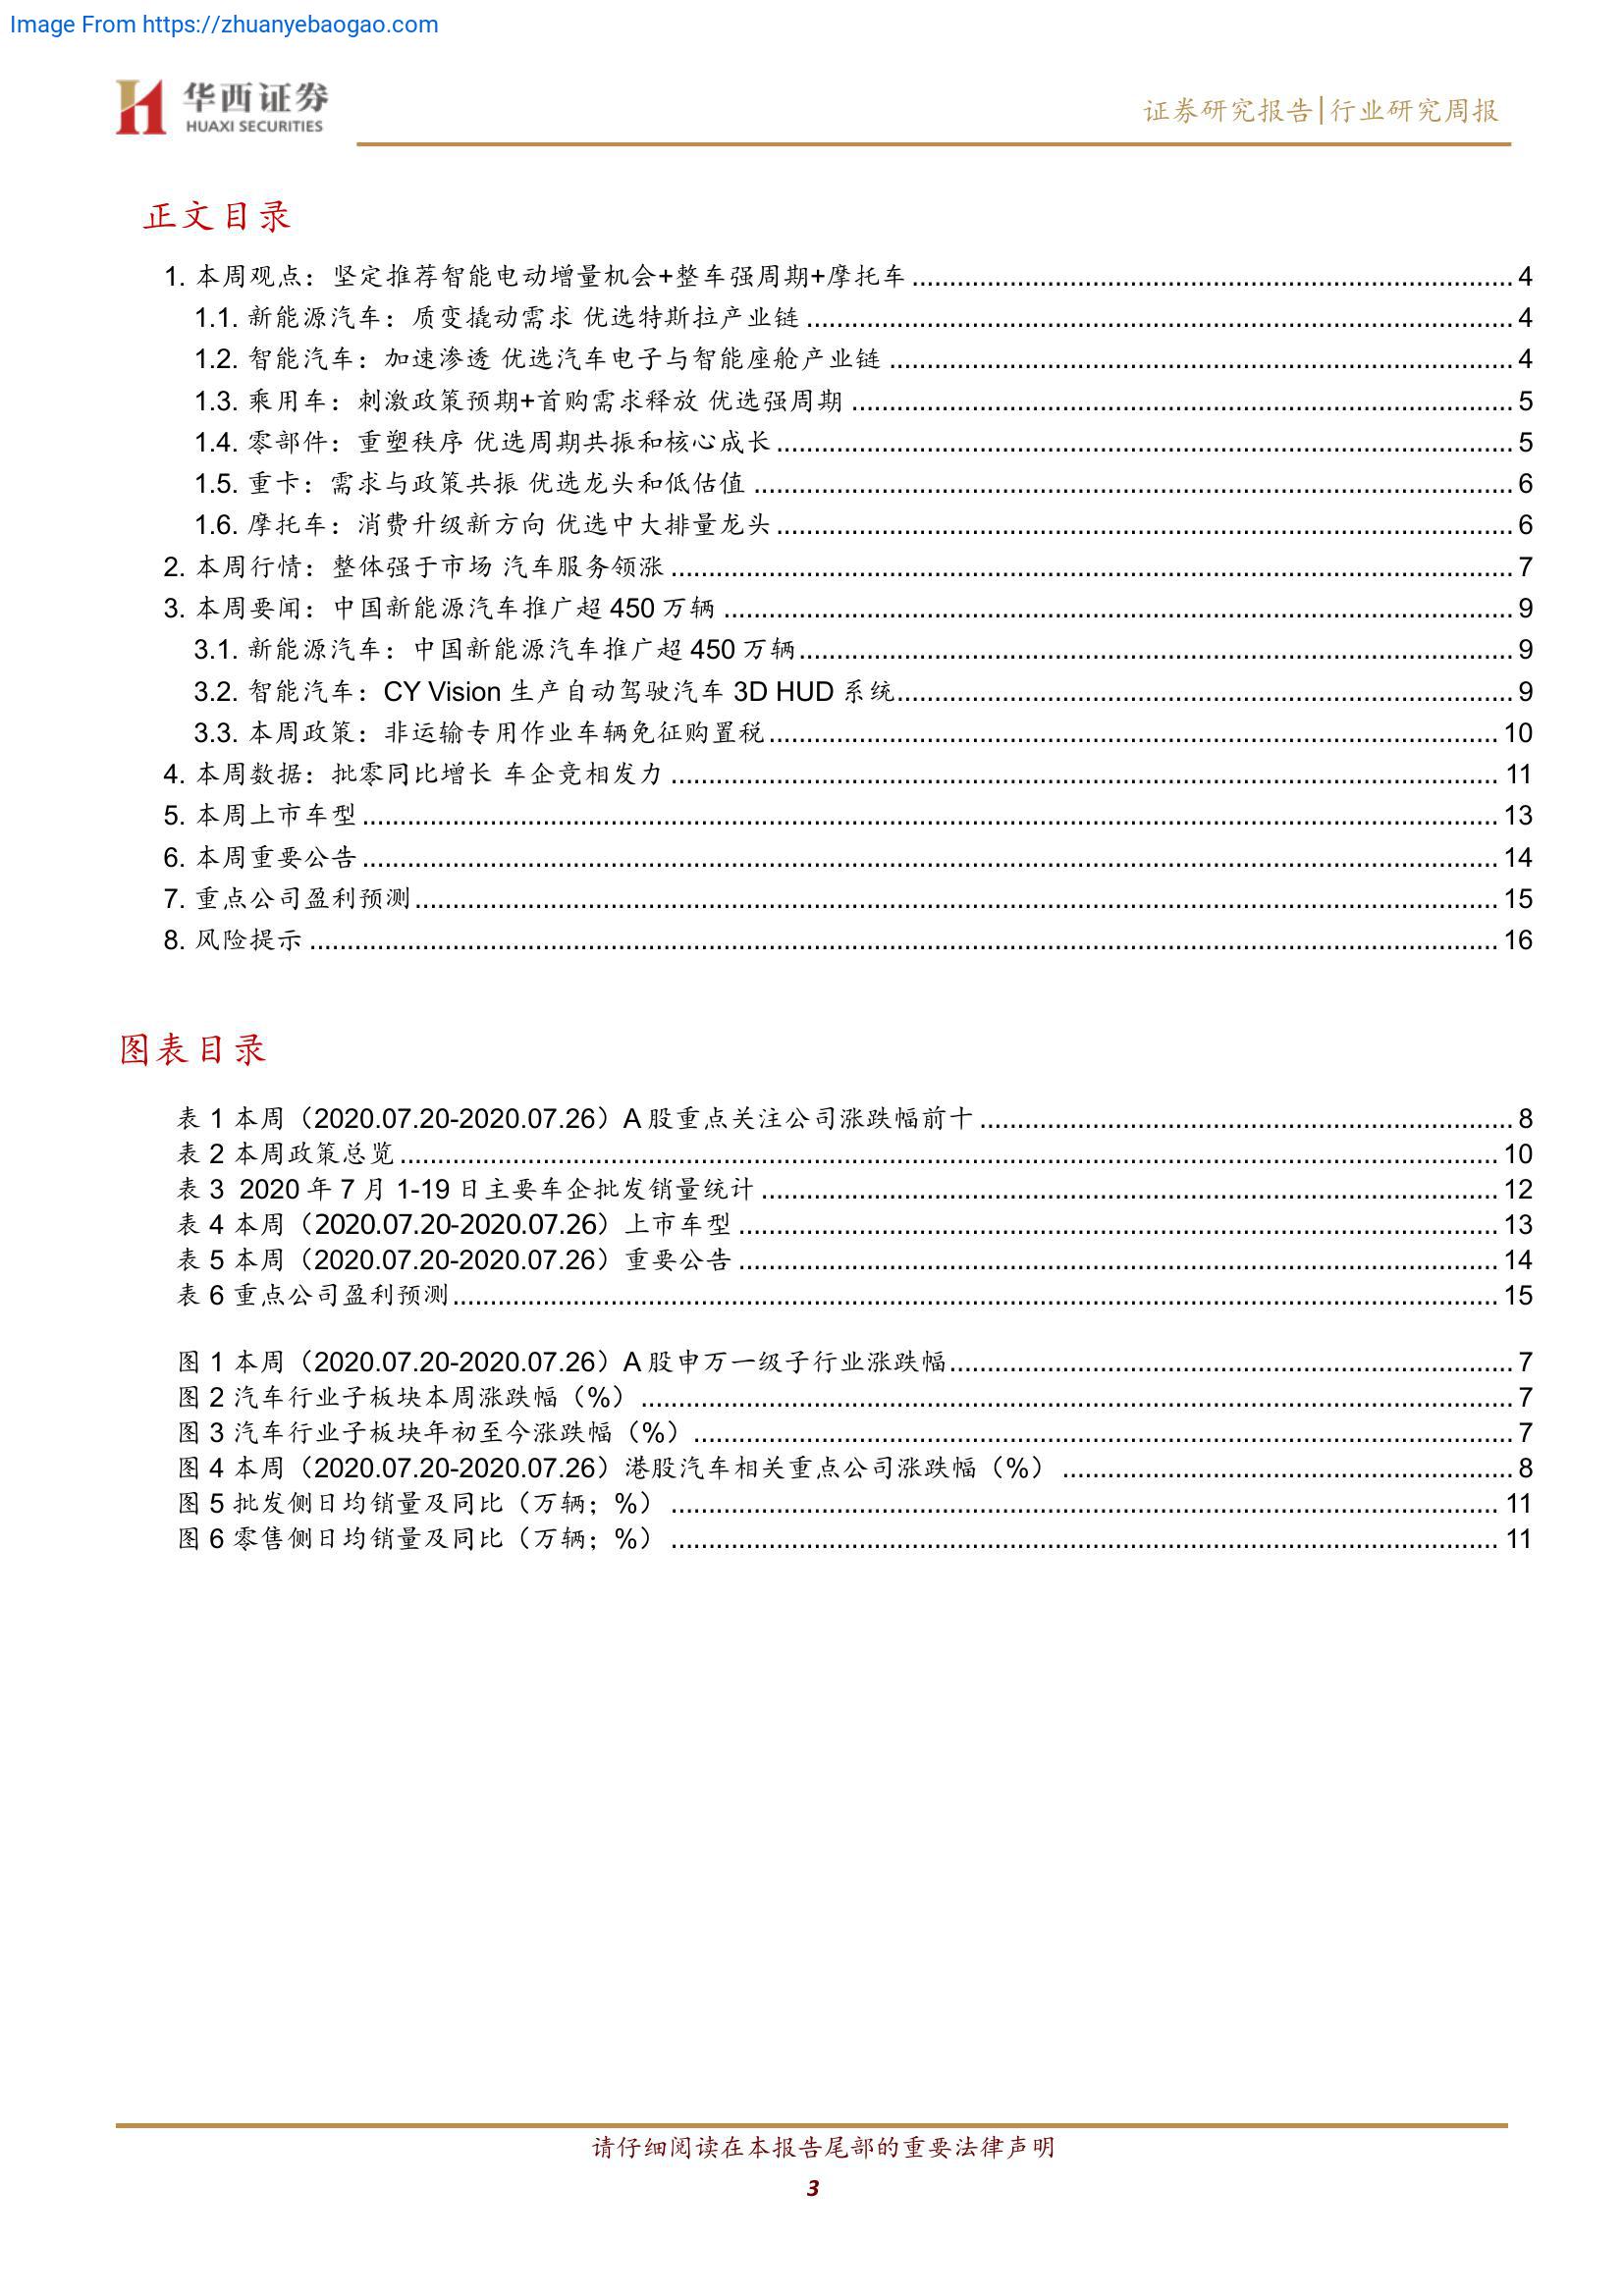 Image From https://zhuanyebaogao.com
华西证券
HUAXI SECURITIES
证券研究报告|行业研究周报
正文目录
1. 本周观点：坚定推荐智能电动增量机会+整车强周期+摩托车 4
1.1. 新能源汽车：质变撬动需求 优选特斯拉产业链 4
1.2. 智能汽车：加速渗透 优选汽车电子与智能座舱产业链 4
1.3. 乘用车：刺激政策预期+首购需求释放 优选强周期 5
1.4. 零部件：重塑秩序 优选周期共振和核心成长 5
1.5. 重卡：需求与政策共振 优选龙头和低估值 6
1.6. 摩托车：消费升级新方向 优选中大排量龙头 6
2. 本周行情：整体强于市场 汽车服务领涨 7
3. 本周要闻：中国新能源汽车推广超 450 万辆 9
3.1. 新能源汽车：中国新能源汽车推广超 450 万辆 9
3.2. 智能汽车：CY Vision 生产自动驾驶汽车 3D HUD 系统 9
3.3. 本周政策：非运输专用作业车辆免征购置税 10
4. 本周数据：批零同比增长 车企竞相发力 11
5. 本周上市车型 13
6. 本周重要公告 14
7. 重点公司盈利预测 15
8. 风险提示 16
图表目录
表 1 本周（2020.07.20-2020.07.26）A 股重点关注公司涨跌幅前十 8
表 2 本周政策总览 10
表 3 2020 年 7 月 1-19 日主要车企批发销量统计 12
表 4 本周（2020.07.20-2020.07.26）上市车型 13
表 5 本周（2020.07.20-2020.07.26）重要公告 14
表 6 重点公司盈利预测 15
图 1 本周（2020.07.20-2020.07.26）A 股申万一级子行业涨跌幅 7
图 2 汽车行业子板块本周涨跌幅（%） 7
图 3 汽车行业子板块年初至今涨跌幅（%） 7
图 4 本周（2020.07.20-2020.07.26）港股汽车相关重点公司涨跌幅（%） 8
图 5 批发侧日均销量及同比（万辆；%） 11
图 6 零售侧日均销量及同比（万辆；%） 11
请仔细阅读在本报告尾部的重要法律声明
3